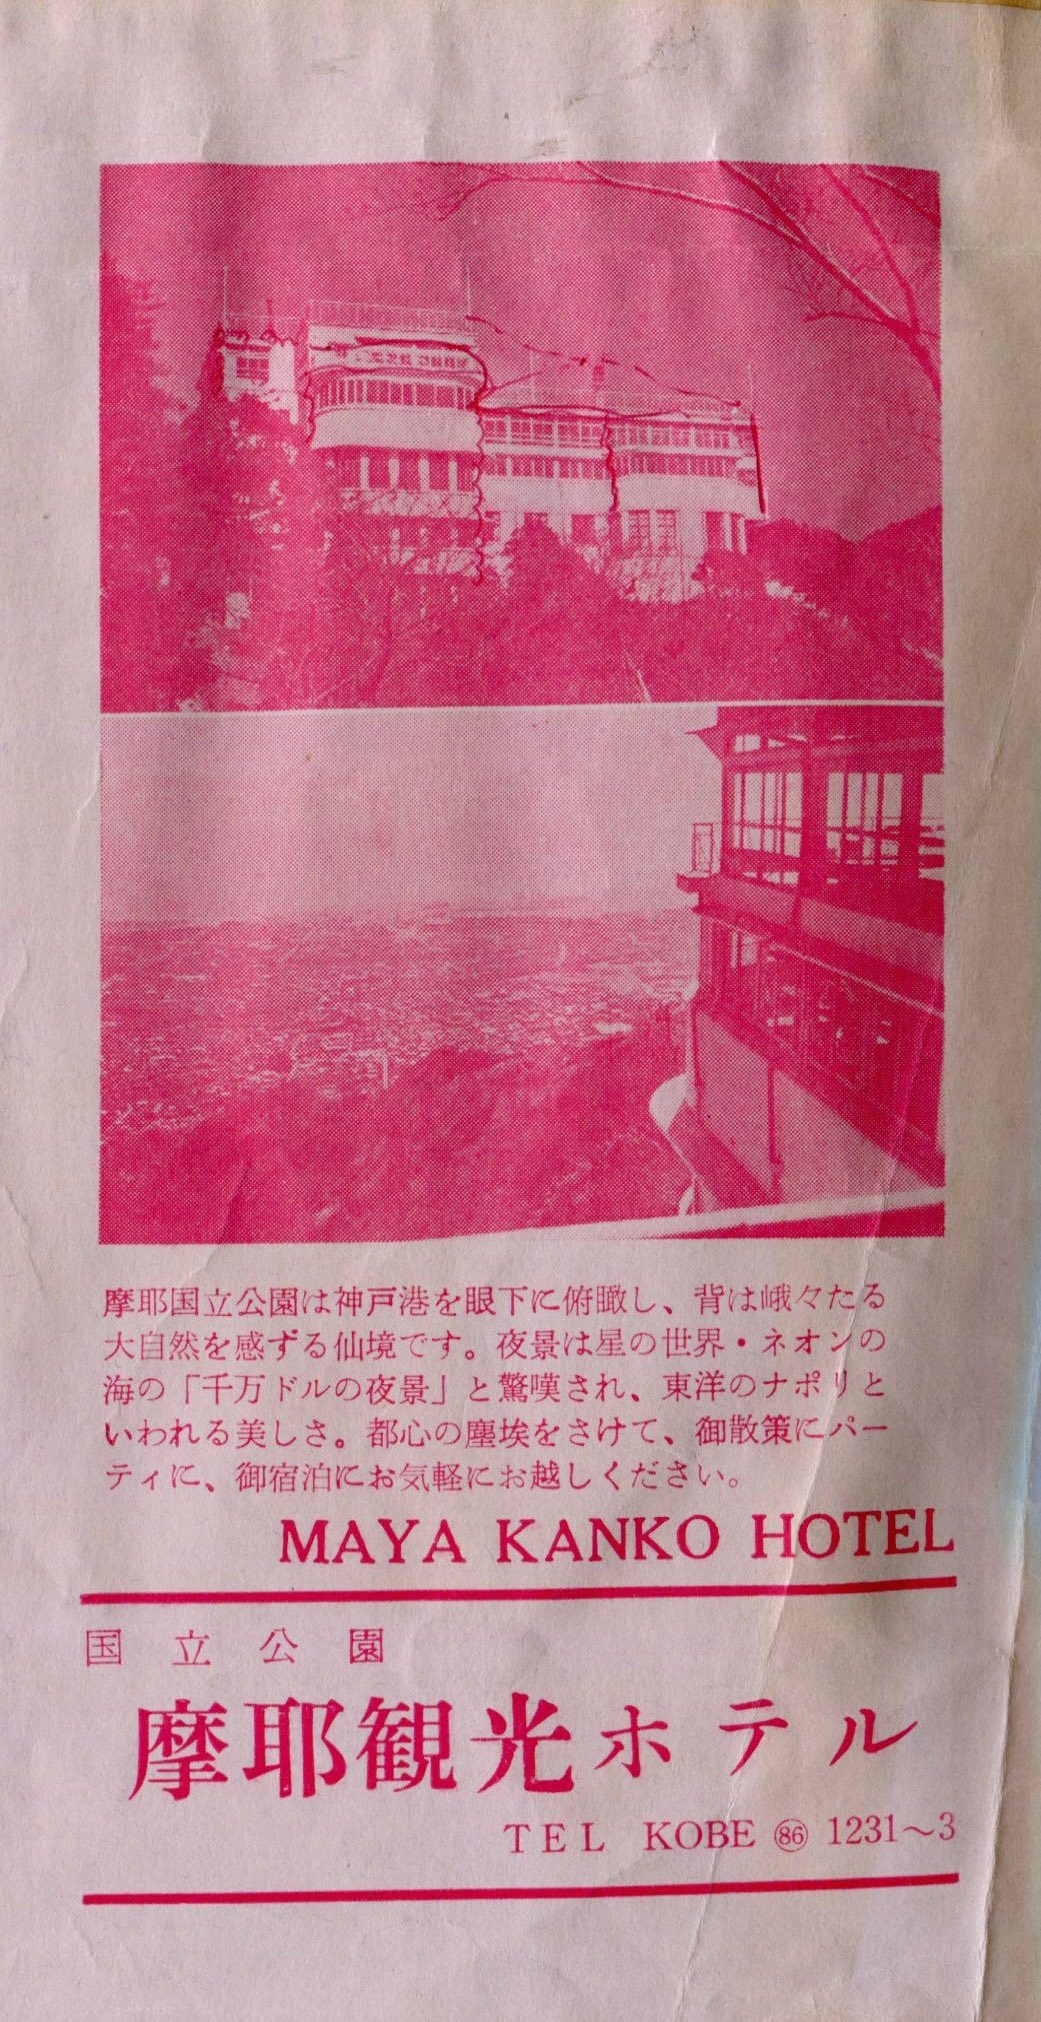 摩耶国立公園は神戸港を眼下に俯瞰し、背は峨々たる
大自然を感ずる仙境です。夜景は星の世界・ネオンの
海の「千万ドルの夜景」と驚嘆され、東洋のナポリと
いわれる美しさ。都心の塵埃をさけて、御散策にパー
ティに、御宿泊にお気軽にお越しください。
MAYA KANKO HOTEL
国立公園
摩耶観光ホテル
TEL KOBE ㊆ 1231〜3